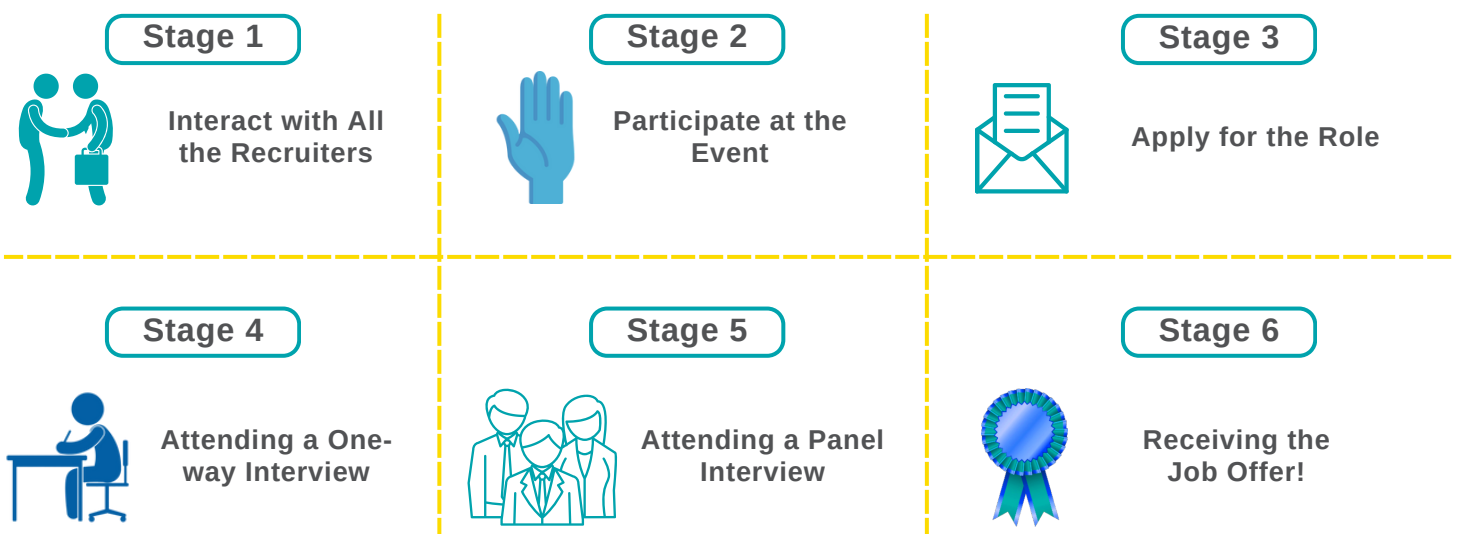 Stage 1
Interact with All
the Recruiters
Stage 2
Participate at the
Event
Stage 3
Apply for the Role
Stage 4
Attending a One-
way Interview
Stage 5
Attending a Panel
Interview
Stage 6
Receiving the
Job Offer!